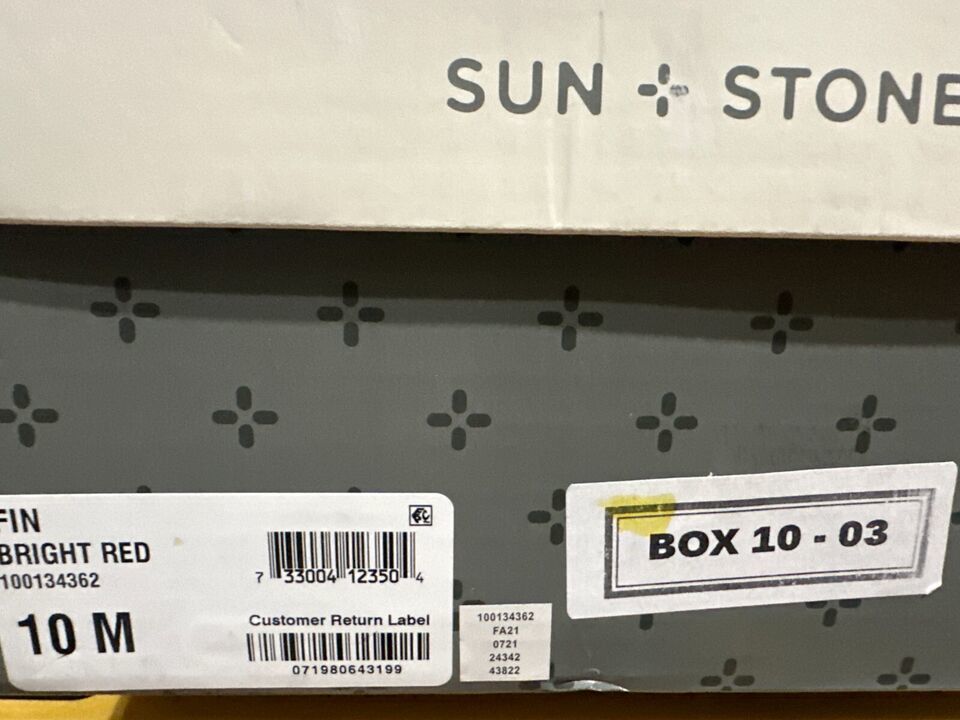 SUN STONE
FIN
BRIGHT RED
100134362
10 M
7 33004 12350 4
Customer Return Label
071980643199
100134362
FA21
0721
24342
43822
BOX 10 - 03